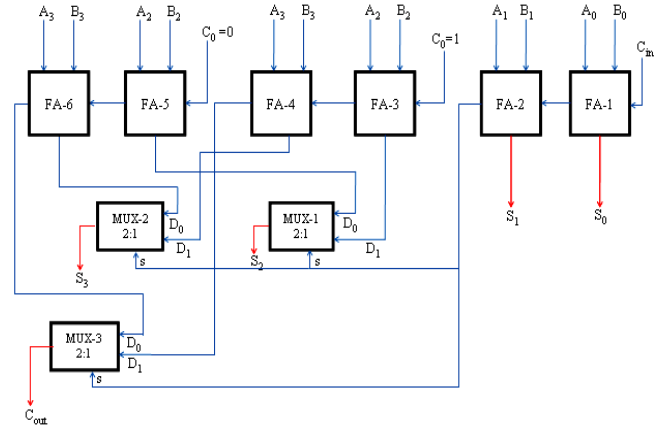 A₃ B₃ A₂ B₂ C₀=0 A₃ B₃ A₂ B₂ C₀=1 A₁ B₁ A₀ B₀ Cᵢₙ
FA-6 FA-5 FA-4 FA-3 FA-2 FA-1
MUX-2 2:1 D₀ D₁ s S₃
MUX-1 2:1 D₀ D₁ s S₂
S₁ S₀
MUX-3 2:1 D₀ D₁ s
Cₒᵤₜ